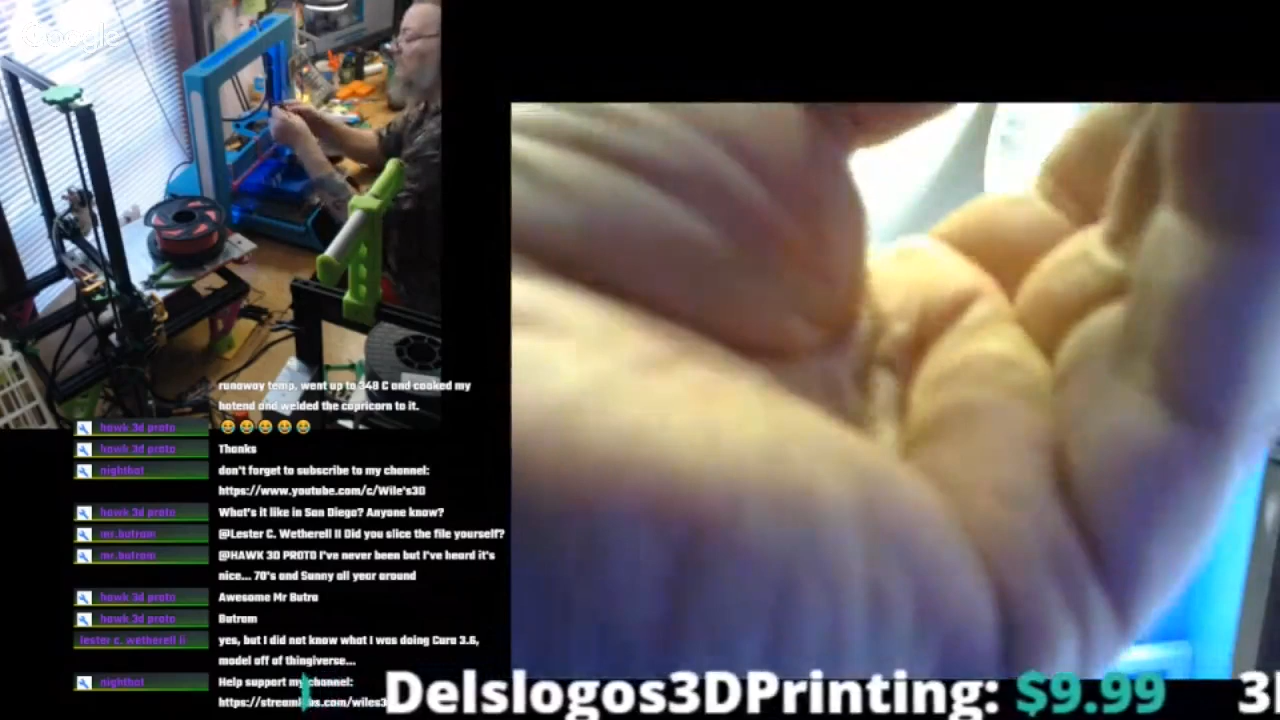 Google
runaway temp, went up to 348 C and cooked my
hotend and welded the capricorn to it.
😂 😂 😂 😂 😂
hawk 3d proto
hawk 3d proto Thanks
nightbot don't forget to subscribe to my channel:
https://www.youtube.com/c/Wile's3D
hawk 3d proto What's it like in San Diego? Anyone know?
mr.butram @Lester C. Wetherell II Did you slice the file yourself?
mr.butram @HAWK 3D PROTO I've never been but I've heard it's
nice... 70's and Sunny all year around
hawk 3d proto Awesome Mr Butra
hawk 3d proto Butram
lester c. wetherell ii yes, but I did not know what I was doing Cura 3.6,
model off of thingiverse...
nightbot Help support my channel:
Delslogos3DPrinting: $9.99